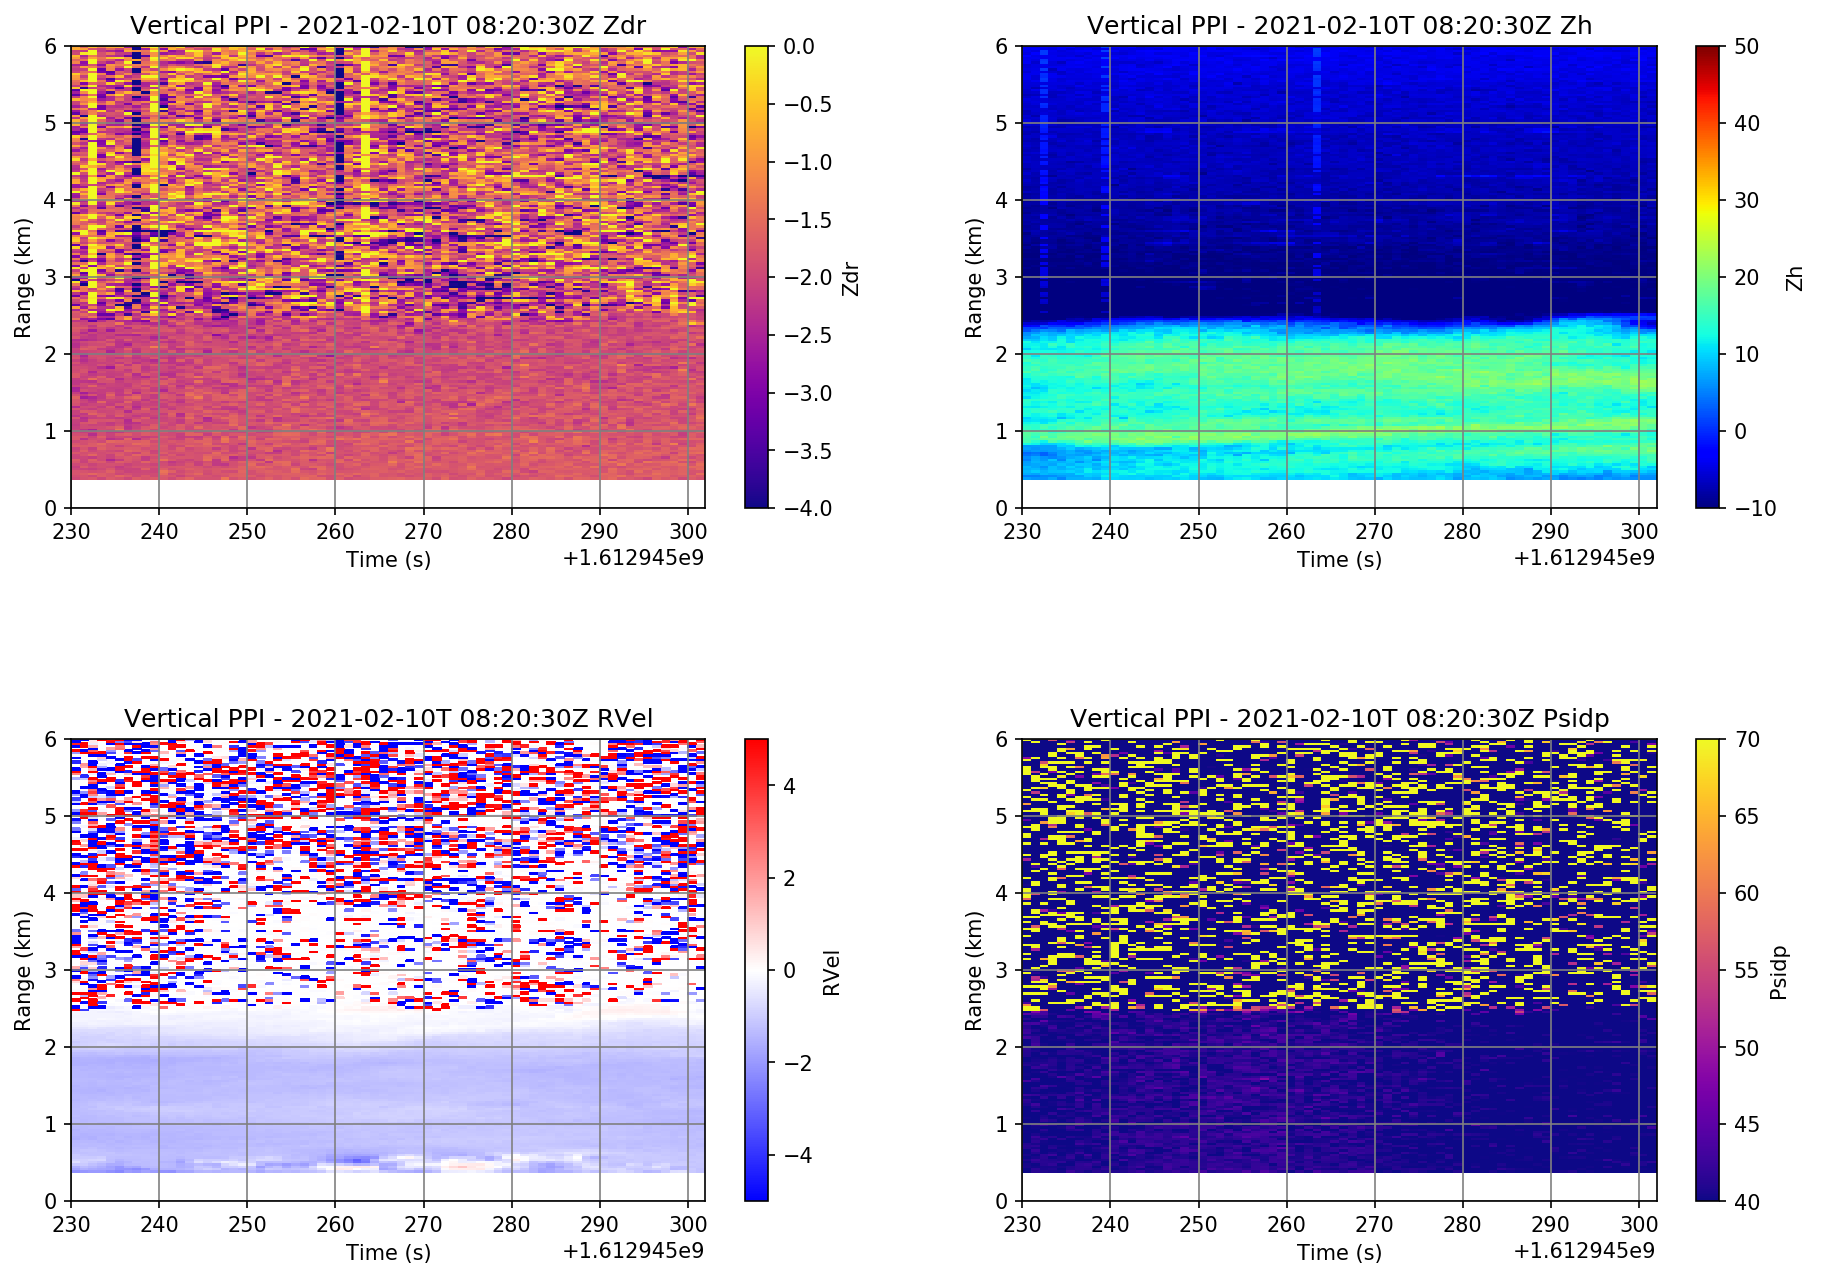 Vertical PPI - 2021-02-10T 08:20:30Z Zdr
6
5
4
3
2
1
0
Range (km)
230 240 250 260 270 280 290 300
Time (s)
+1.612945e9
0.0
−0.5
−1.0
−1.5
−2.0
−2.5
−3.0
−3.5
−4.0
Zdr
Vertical PPI - 2021-02-10T 08:20:30Z Zh
6
5
4
3
2
1
0
Range (km)
230 240 250 260 270 280 290 300
Time (s)
+1.612945e9
50
40
30
20
10
0
−10
Zh
Vertical PPI - 2021-02-10T 08:20:30Z RVel
6
5
4
3
2
1
0
Range (km)
230 240 250 260 270 280 290 300
Time (s)
+1.612945e9
4
2
0
−2
−4
RVel
Vertical PPI - 2021-02-10T 08:20:30Z Psidp
6
5
4
3
2
1
0
Range (km)
230 240 250 260 270 280 290 300
Time (s)
+1.612945e9
70
65
60
55
50
45
40
Psidp